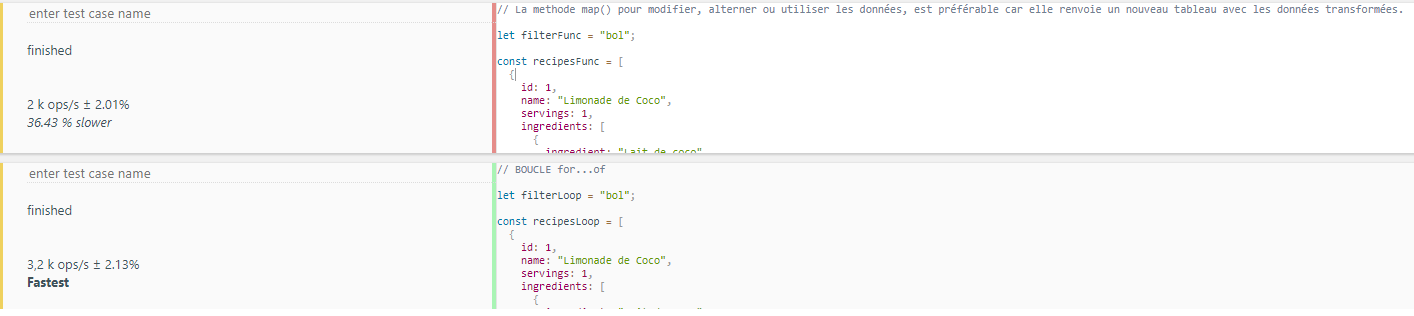 enter test case name
finished
2 k ops/s ± 2.01%
36.43 % slower
// La methode map() pour modifier, alterner ou utiliser les données, est préférable car elle renvoie un nouveau tableau avec les données transformées.
let filterFunc = "bol";
const recipesFunc = [
{
id: 1,
name: "Limonade de Coco",
servings: 1,
ingredients: [
{
ingredient: "Lait de coco"
enter test case name
finished
3,2 k ops/s ± 2.13%
Fastest
// BOUCLE for...of
let filterLoop = "bol";
const recipesLoop = [
{
id: 1,
name: "Limonade de Coco",
servings: 1,
ingredients: [
{